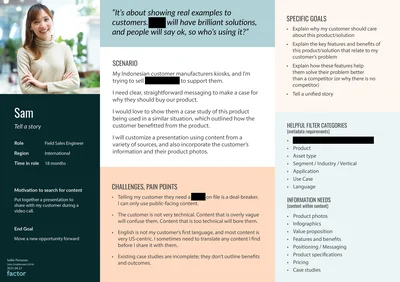 "It's about showing real examples to
customers. will have brilliant solutions,
and people will say ok, so who's using it?"
Sam
Tell a story
Role Field Sales Engineer
Region International
Time in role 18 months
Motivation to search for content
Put together a presentation to
share with my customer during a
video call.
End Goal
Move a new opportunity forward
factor
SCENARIO
My Indonesian customer manufacturers kiosks, and I'm
trying to sell to support them.
I need clear, straightforward messaging to make a case for
why they should buy our product.
I would love to show them a case study of this product
being used in a similar situation, which outlined how the
customer benefitted from the product.
I will customize a presentation using content from a
variety of sources, and also incorporate the customer's
information and their product photos.
CHALLENGES, PAIN POINTS
• Telling my customer they need a on file is a deal-breaker.
I can only use public-facing content.
• The customer is not very technical. Content that is overly vague
will confuse them. Content that is too technical will bore them.
• English is not my customer's first language, and most content is
very US-centric. I sometimes need to translate any content I find
before I share it with them.
• Existing case studies are incomplete; they don't outline benefits
and outcomes.
SPECIFIC GOALS
• Explain why my customer should care
about this product/solution
• Explain the key features and benefits of
this product/solution that relate to my
customer's problem
• Explain how these features help
them solve their problem better
than a competitor (or why there is no
competitor)
• Tell a unified story
HELPFUL FILTER CATEGORIES
(metadata requirements)
•
• Product
• Asset type
• Segment / Industry / Vertical
• Application
• Use Case
• Language
INFORMATION NEEDS
(content within content)
• Product photos
• Infographics
• Value proposition
• Features and benefits
• Positioning / Messaging
• Product specifications
• Pricing
• Case studies